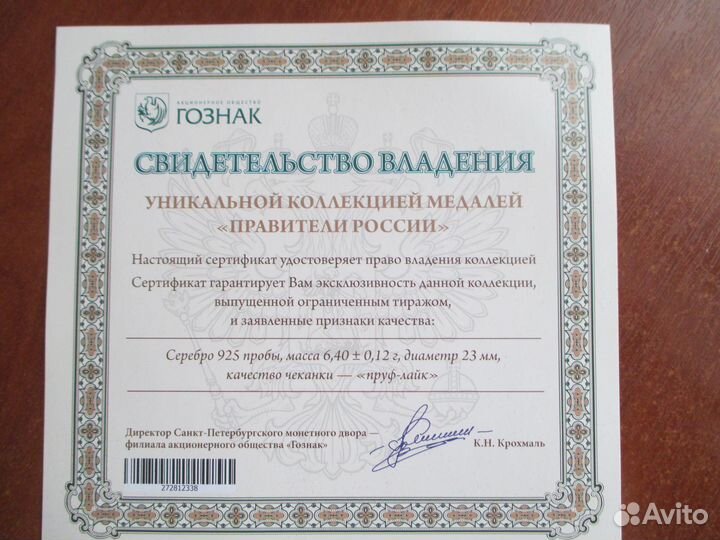 АКЦИОНЕРНОЕ ОБЩЕСТВО
ГОЗНАК
СВИДЕТЕЛЬСТВО ВЛАДЕНИЯ
УНИКАЛЬНОЙ КОЛЛЕКЦИЕЙ МЕДАЛЕЙ
«ПРАВИТЕЛИ РОССИИ»
Настоящий сертификат удостоверяет право владения коллекцией
Сертификат гарантирует Вам эксклюзивность данной коллекции,
выпущенной ограниченным тиражом,
и заявленные признаки качества:
Серебро 925 пробы, масса 6,40 ± 0,12 г, диаметр 23 мм,
качество чеканки — «пруф-лайк»
Директор Санкт-Петербургского монетного двора —
филиала акционерного общества «Гознак»
К.Н. Крохмаль
272812338
Avito